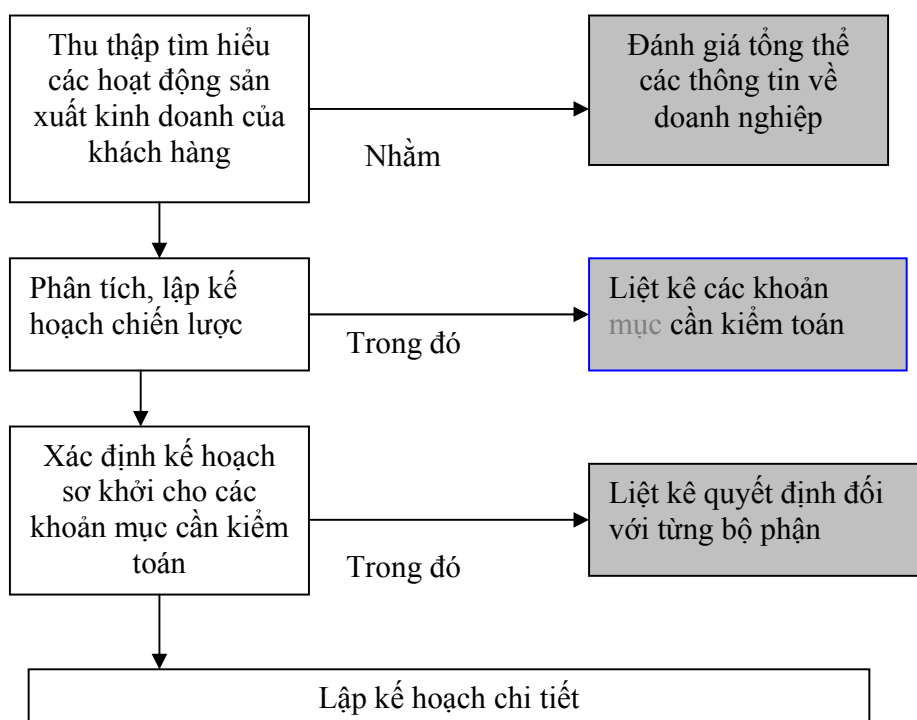 Thu thập tìm hiểu
các hoạt động sản
xuất kinh doanh của
khách hàng
Nhằm
Đánh giá tổng thể
các thông tin về
doanh nghiệp
Phân tích, lập kế
hoạch chiến lược
Trong đó
Liệt kê các khoản
mục cần kiểm toán
Xác định kế hoạch
sơ khởi cho các
khoản mục cần kiểm
toán
Trong đó
Liệt kê quyết định đối
với từng bộ phận
Lập kế hoạch chi tiết